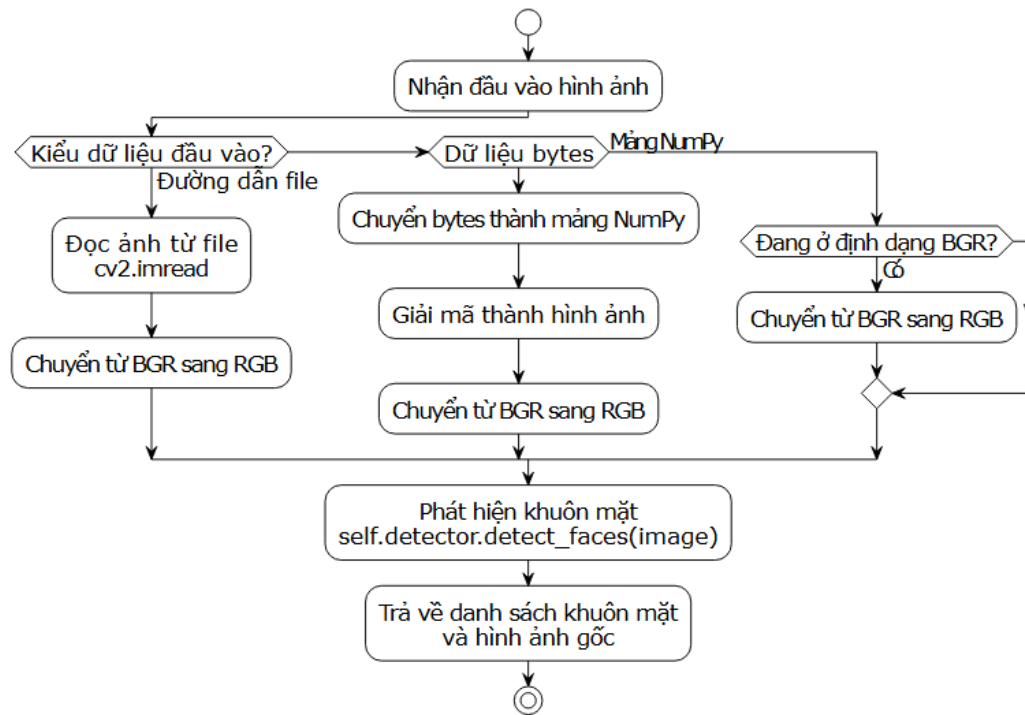 Nhận đầu vào hình ảnh
Kiểu dữ liệu đầu vào?
Dữ liệu bytes
Mảng NumPy
Đường dẫn file
Đọc ảnh từ file
cv2.imread
Chuyển từ BGR sang RGB
Chuyển bytes thành mảng NumPy
Giải mã thành hình ảnh
Chuyển từ BGR sang RGB
Đang ở định dạng BGR?
Có
Chuyển từ BGR sang RGB
Phát hiện khuôn mặt
self.detector.detect_faces(image)
Trả về danh sách khuôn mặt
và hình ảnh gốc